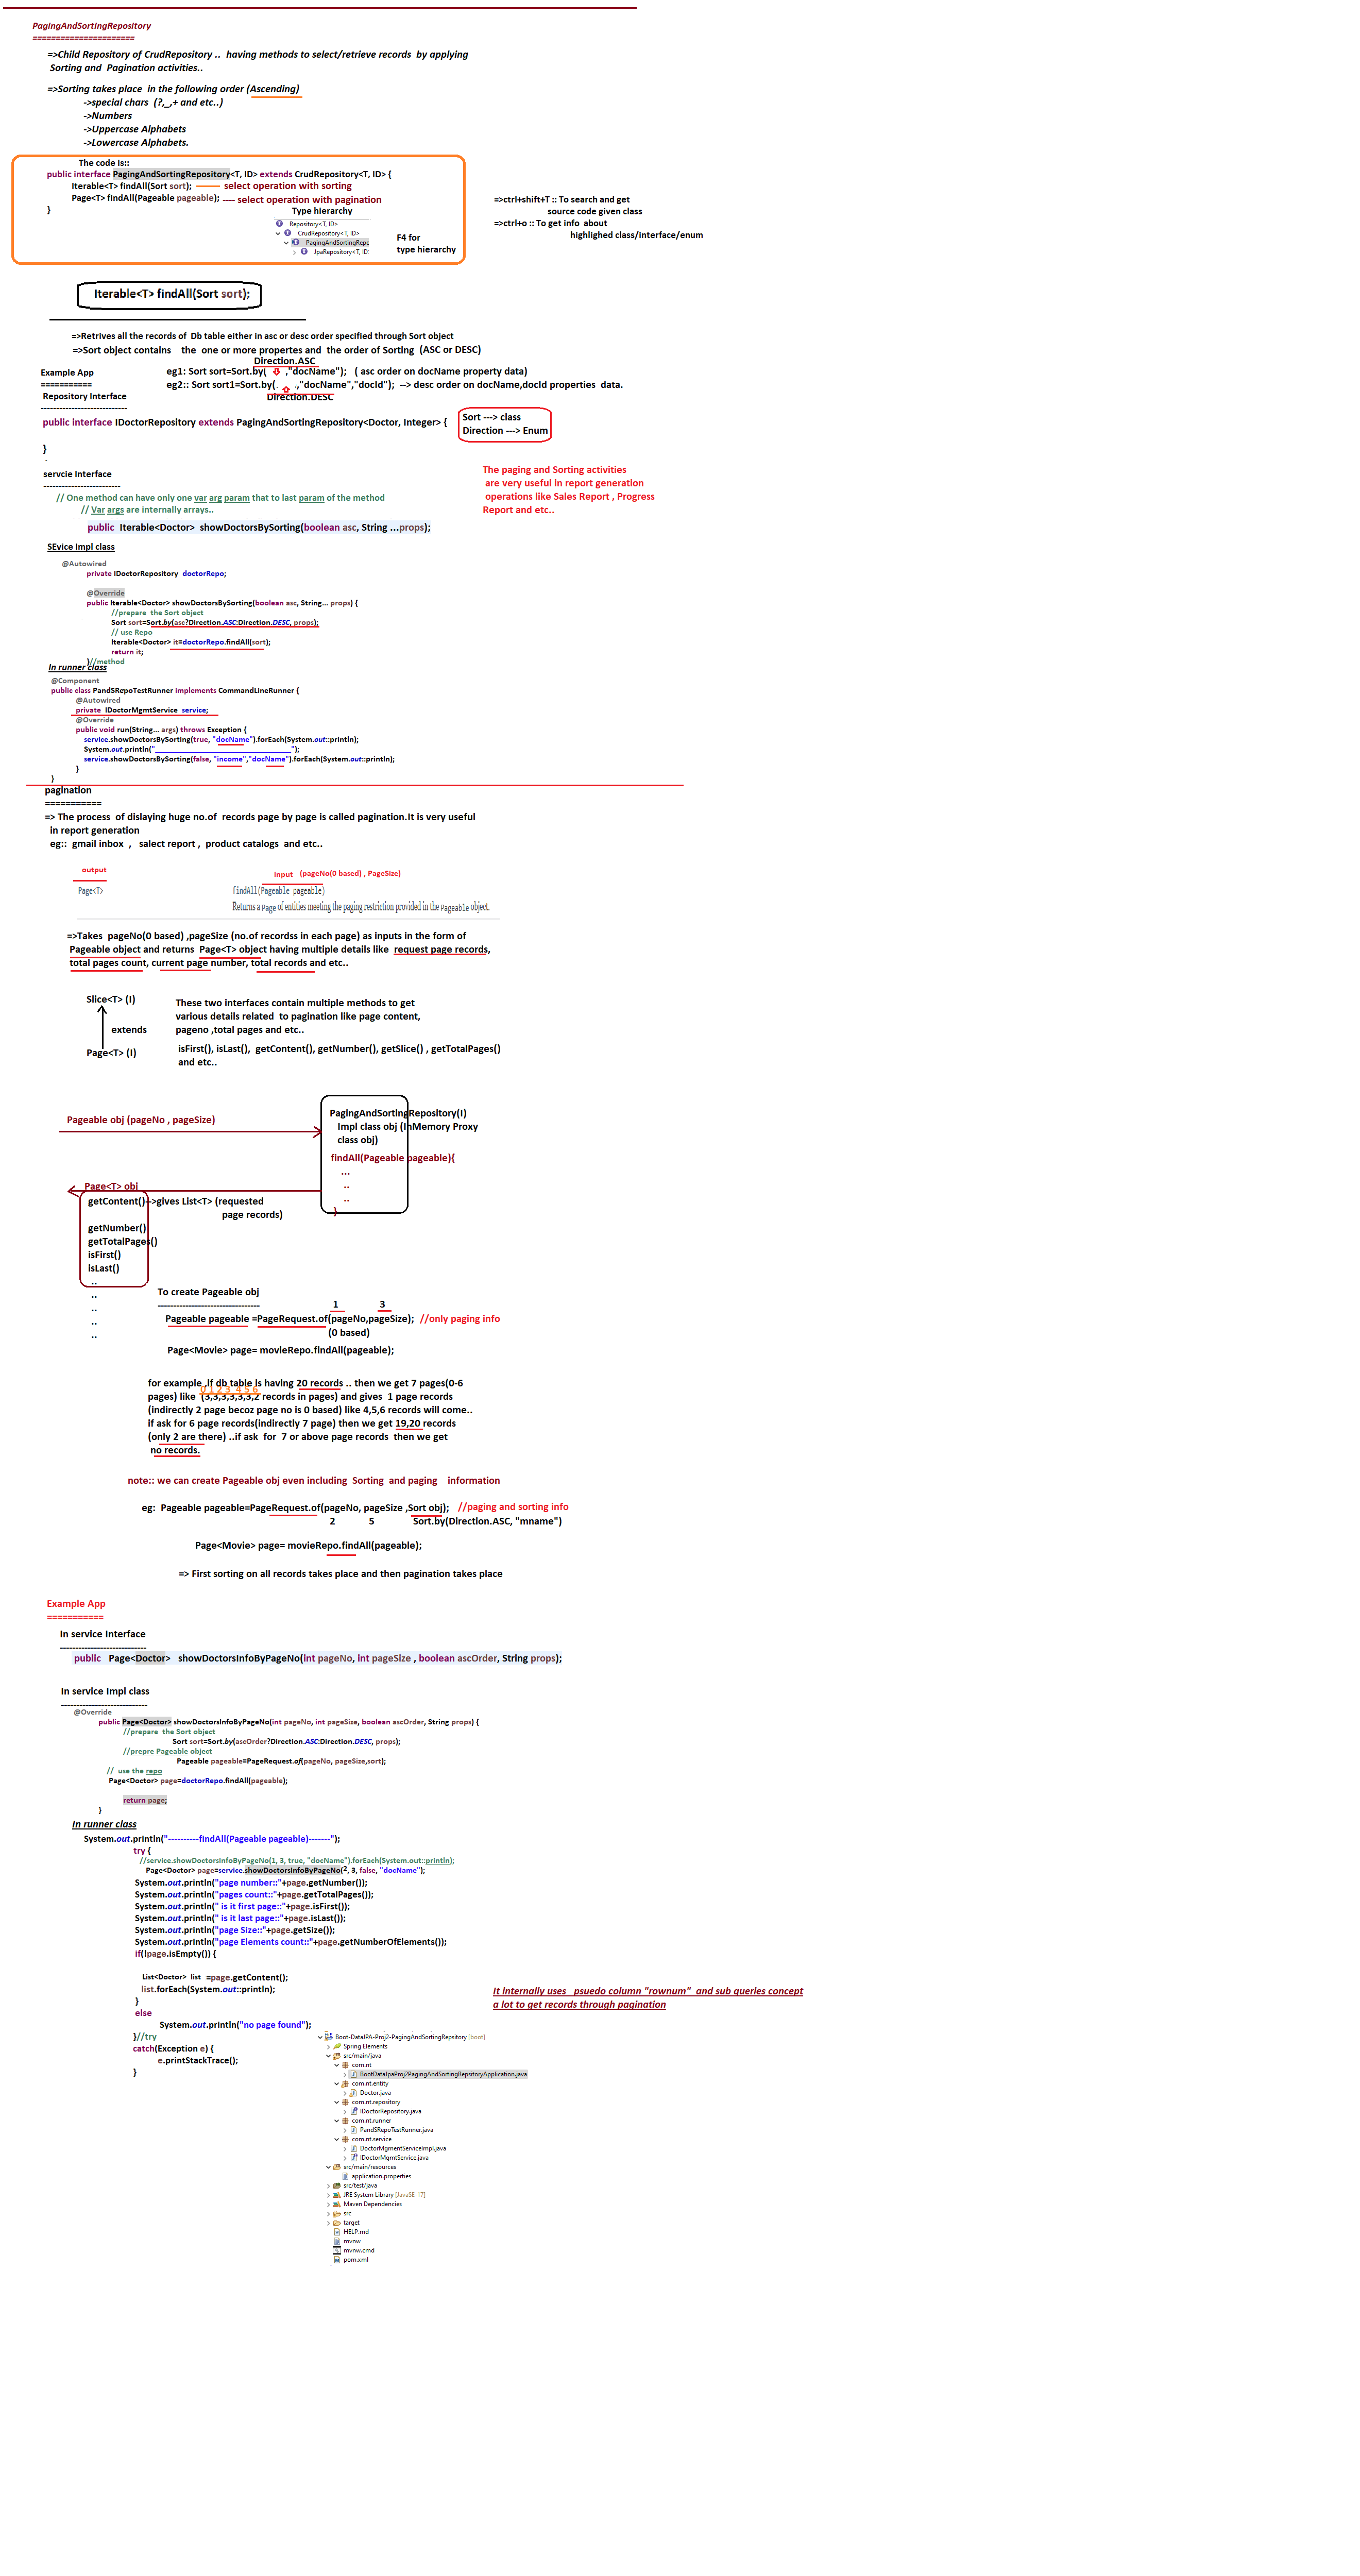 PagingAndSortingRepository
======================
=>Child Repository of CrudRepository ..  having methods to select/retrieve records  by applying
Sorting and  Pagination activities..
=>Sorting takes place  in the following order (Ascending)
->special chars  (?,_,+ and etc..)
->Numbers
->Uppercase Alphabets
->Lowercase Alphabets.
The code is::
public interface PagingAndSortingRepository<T, ID> extends CrudRepository<T, ID> {
Iterable<T> findAll(Sort sort); —— select operation with sorting
Page<T> findAll(Pageable pageable); ---- select operation with pagination
}
Type hierarchy
Repository<T, ID>
CrudRepository<T, ID>
PagingAndSortingRepo
JpaRepository<T, ID
F4 for
type hierarchy
=>ctrl+shift+T :: To search and get
source code given class
=>ctrl+o :: To get info  about
highlighed class/interface/enum
Iterable<T> findAll(Sort sort);
=>Retrives all the records of  Db table either in asc or desc order specified through Sort object
=>Sort object contains    the  one or more propertes and  the order of Sorting  (ASC or DESC)
Direction.ASC
Example App
eg1: Sort sort=Sort.by(   ,"docName");   ( asc order on docName property data)
===========
eg2:: Sort sort1=Sort.by(.   .,"docName","docId");  --> desc order on docName,docId properties  data.
Repository Interface
Direction.DESC
----------------------------
public interface IDoctorRepository extends PagingAndSortingRepository<Doctor, Integer> {
Sort ---> class
Direction ---> Enum
}
servcie Interface
-------------------------
// One method can have only one var arg param that to last param of the method
// Var args are internally arrays..
public  Iterable<Doctor>  showDoctorsBySorting(boolean asc, String ...props);
The paging and Sorting activities
are very useful in report generation
operations like Sales Report , Progress
Report and etc..
SEvice Impl class
@Autowired
private IDoctorRepository  doctorRepo;
@Override
public Iterable<Doctor> showDoctorsBySorting(boolean asc, String... props) {
//prepare  the Sort object
Sort sort=Sort.by(asc?Direction.ASC:Direction.DESC, props);
// use Repo
Iterable<Doctor> it=doctorRepo.findAll(sort);
return it;
}//method
In runner class
@Component
public class PandSRepoTestRunner implements CommandLineRunner {
@Autowired
private  IDoctorMgmtService  service;
@Override
public void run(String... args) throws Exception {
service.showDoctorsBySorting(true, "docName").forEach(System.out::println);
System.out.println("______________________________");
service.showDoctorsBySorting(false, "income","docName").forEach(System.out::println);
}
}
pagination
===========
=> The process  of dislaying huge no.of  records page by page is called pagination.It is very useful
in report generation
eg::  gmail inbox  ,   salect report ,  product catalogs  and etc..
output
input   (pageNo(0 based) , PageSize)
Page<T>
findAll(Pageable pageable)
Returns a Page of entities meeting the paging restriction provided in the Pageable object.
=>Takes  pageNo(0 based) ,pageSize (no.of recordss in each page) as inputs in the form of
Pageable object and returns  Page<T> object having multiple details like  request page records,
total pages count, current page number, total records and etc..
Slice<T> (I)
extends
Page<T> (I)
These two interfaces contain multiple methods to get
various details related  to pagination like page content,
pageno ,total pages and etc..
isFirst(), isLast(),  getContent(), getNumber(), getSlice() , getTotalPages()
and etc..
Pageable obj (pageNo , pageSize)
PagingAndSortingRepository(I)
Impl class obj (InMemory Proxy
class obj)
findAll(Pageable pageable){
...
..
..
}
Page<T> obj
getContent()-->gives List<T> (requested
page records)
getNumber()
getTotalPages()
isFirst()
isLast()
..
..
..
..
..
To create Pageable obj
---------------------------------
1          3
Pageable pageable =PageRequest.of(pageNo,pageSize);  //only paging info
(0 based)
Page<Movie> page= movieRepo.findAll(pageable);
for example ,if db table is having 20 records .. then we get 7 pages(0-6
0 1 2 3  4 5 6
pages) like  (3,3,3,3,3,3,2 records in pages) and gives  1 page records
(indirectly 2 page becoz page no is 0 based) like 4,5,6 records will come..
if ask for 6 page records(indirectly 7 page) then we get 19,20 records
(only 2 are there) ..if ask  for  7 or above page records  then we get
no records.
note:: we can create Pageable obj even including  Sorting  and paging    information
eg:  Pageable pageable=PageRequest.of(pageNo, pageSize ,Sort obj);   //paging and sorting info
2          5          Sort.by(Direction.ASC, "mname")
Page<Movie> page= movieRepo.findAll(pageable);
=> First sorting on all records takes place and then pagination takes place
Example App
===========
In service Interface
----------------------------
public   Page<Doctor>   showDoctorsInfoByPageNo(int pageNo, int pageSize , boolean ascOrder, String props);
In service Impl class
----------------------------
@Override
public Page<Doctor> showDoctorsInfoByPageNo(int pageNo, int pageSize, boolean ascOrder, String props) {
//prepare  the Sort object
Sort sort=Sort.by(ascOrder?Direction.ASC:Direction.DESC, props);
//prepre Pageable object
Pageable pageable=PageRequest.of(pageNo, pageSize,sort);
//  use the repo
Page<Doctor> page=doctorRepo.findAll(pageable);
return page;
}
In runner class
System.out.println("----------findAll(Pageable pageable)-------");
try {
//service.showDoctorsInfoByPageNo(1, 3, true, "docName").forEach(System.out::println);
Page<Doctor> page=service.showDoctorsInfoByPageNo(2, 3, false, "docName");
System.out.println("page number::"+page.getNumber());
System.out.println("pages count::"+page.getTotalPages());
System.out.println(" is it first page::"+page.isFirst());
System.out.println(" is it last page::"+page.isLast());
System.out.println("page Size::"+page.getSize());
System.out.println("page Elements count::"+page.getNumberOfElements());
if(!page.isEmpty()) {
List<Doctor>  list  =page.getContent();
list.forEach(System.out::println);
}
else
System.out.println("no page found");
}//try
catch(Exception e) {
e.printStackTrace();
}
It internally uses   psuedo column "rownum"  and sub queries concept
a lot to get records through pagination
Boot-DataJPA-Proj2-PagingAndSortingRepsitory [boot]
Spring Elements
src/main/java
com.nt
BootDataJpaProj2PagingAndSortingRepsitoryApplication.java
com.nt.entity
Doctor.java
com.nt.repository
IDoctorRepository.java
com.nt.runner
PandSRepoTestRunner.java
com.nt.service
DoctorMgmentServiceImpl.java
IDoctorMgmtService.java
src/main/resources
application.properties
src/test/java
JRE System Library [JavaSE-17]
Maven Dependencies
src
target
HELP.md
mvnw
mvnw.cmd
pom.xml